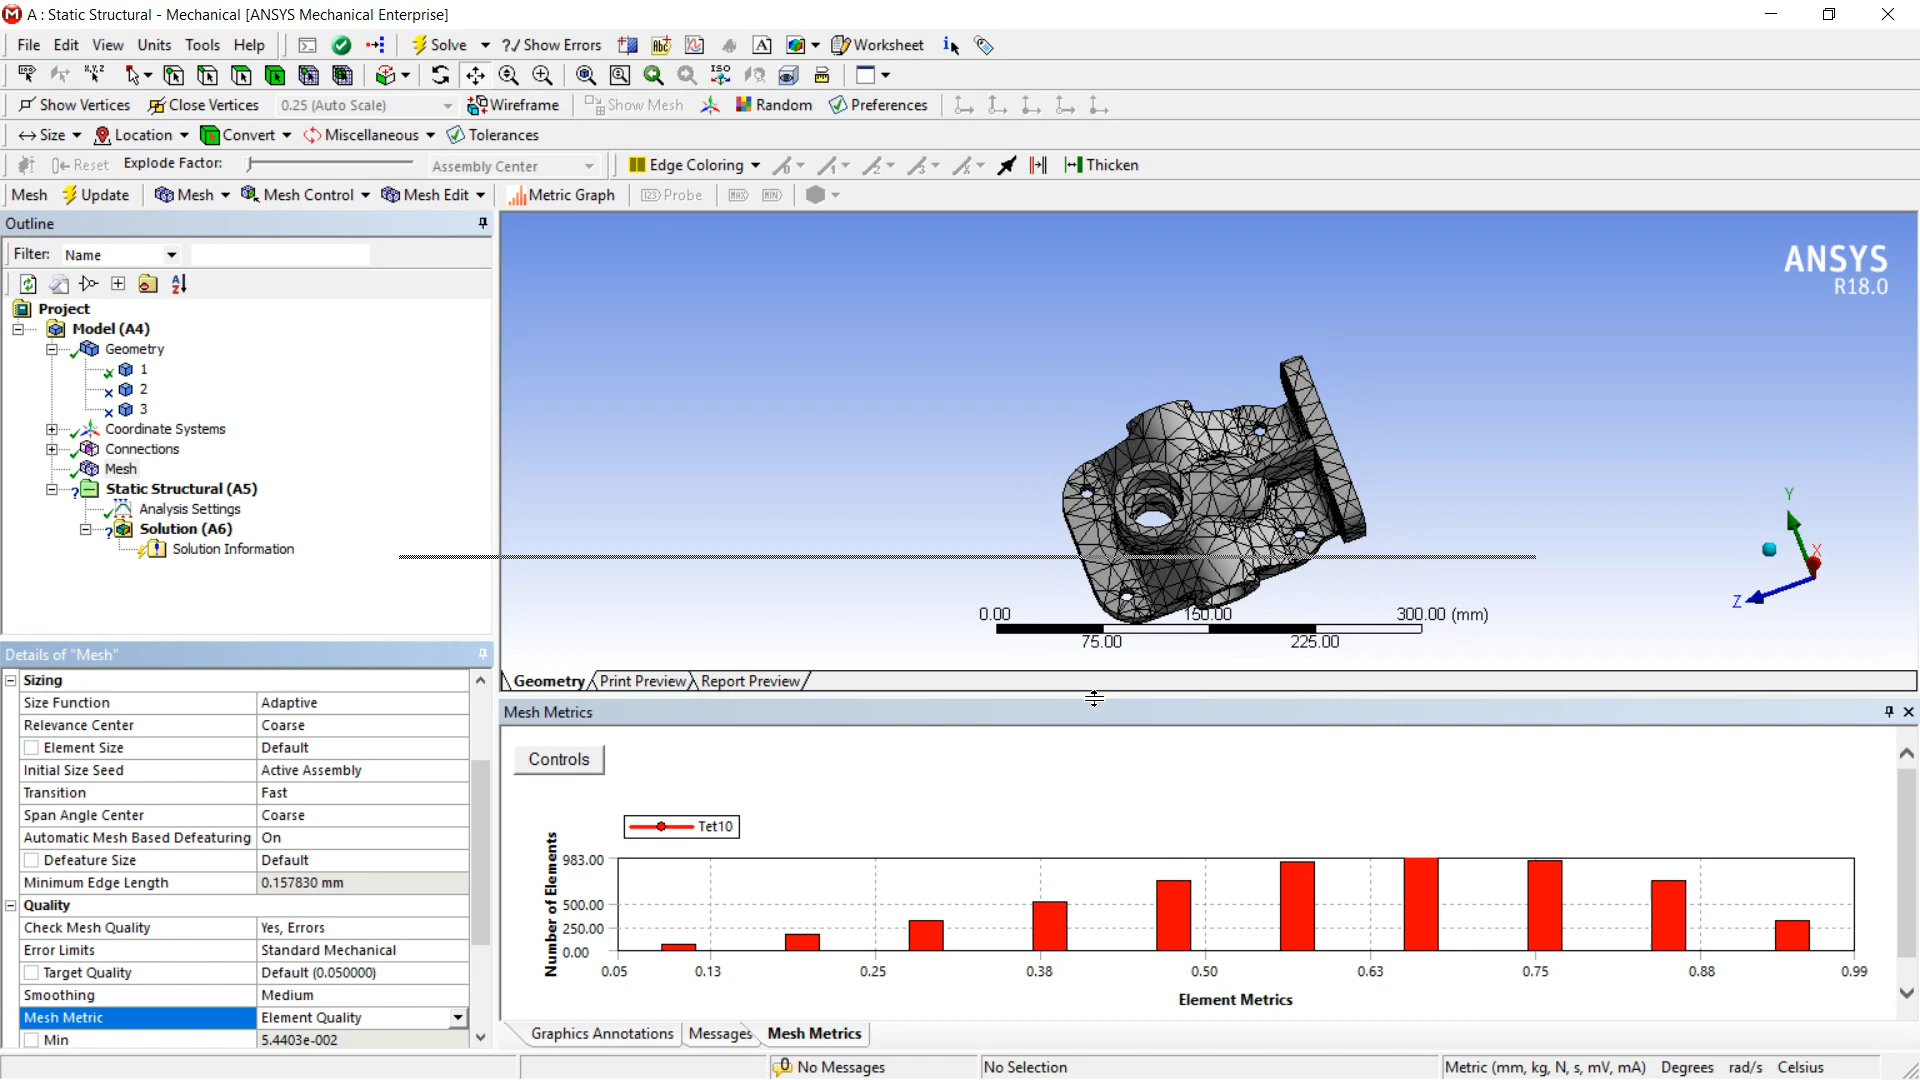 A : Static Structural - Mechanical [ANSYS Mechanical Enterprise]
File Edit View Units Tools Help Solve ?/ Show Errors Worksheet
Show Vertices Close Vertices 0.25 (Auto Scale) Wireframe Show Mesh Random Preferences
Size Location Convert Miscellaneous Tolerances
Reset Explode Factor: Assembly Center Edge Coloring Thicken
Mesh Update Mesh Mesh Control Mesh Edit Metric Graph Probe MAX MIN
Outline
Filter: Name
Project
Model (A4)
Geometry
1
2
3
Coordinate Systems
Connections
Mesh
Static Structural (A5)
Analysis Settings
Solution (A6)
Solution Information
ANSYS
R18.0
Y
X
Z
0.00 150.00 300.00 (mm)
75.00 225.00
Geometry Print Preview Report Preview
Details of "Mesh"
Sizing
Size Function Adaptive
Relevance Center Coarse
Element Size Default
Initial Size Seed Active Assembly
Transition Fast
Span Angle Center Coarse
Automatic Mesh Based Defeaturing On
Defeature Size Default
Minimum Edge Length 0.157830 mm
Quality
Check Mesh Quality Yes, Errors
Error Limits Standard Mechanical
Target Quality Default (0.050000)
Smoothing Medium
Mesh Metric Element Quality
Min 5.4403e-002
Mesh Metrics
Controls
Tet10
Number of Elements
983.00
500.00
250.00
0.00
0.05 0.13 0.25 0.38 0.50 0.63 0.75 0.88 0.99
Element Metrics
Graphics Annotations Messages Mesh Metrics
No Messages No Selection Metric (mm, kg, N, s, mV, mA) Degrees rad/s Celsius